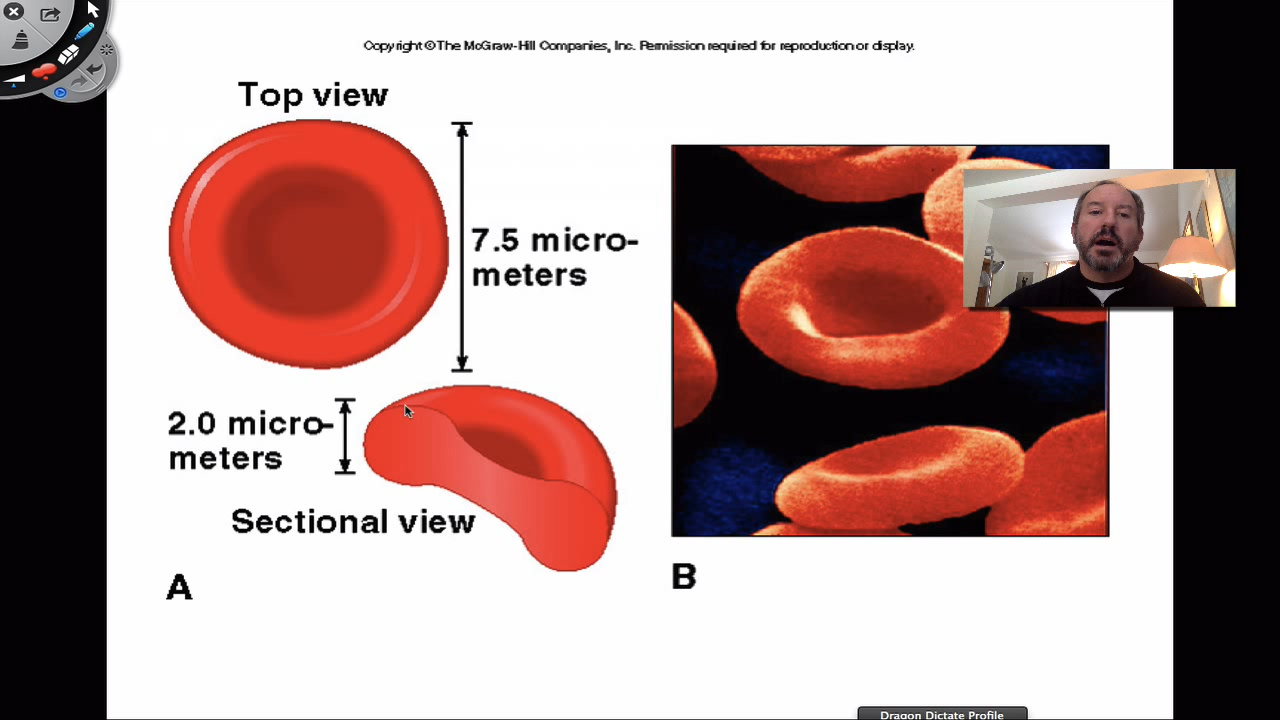 Copyright © The McGraw-Hill Companies, Inc. Permission required for reproduction or display.
Top view
7.5 micro-
meters
2.0 micro-
meters
Sectional view
A
B
Dragon Dictate Profile